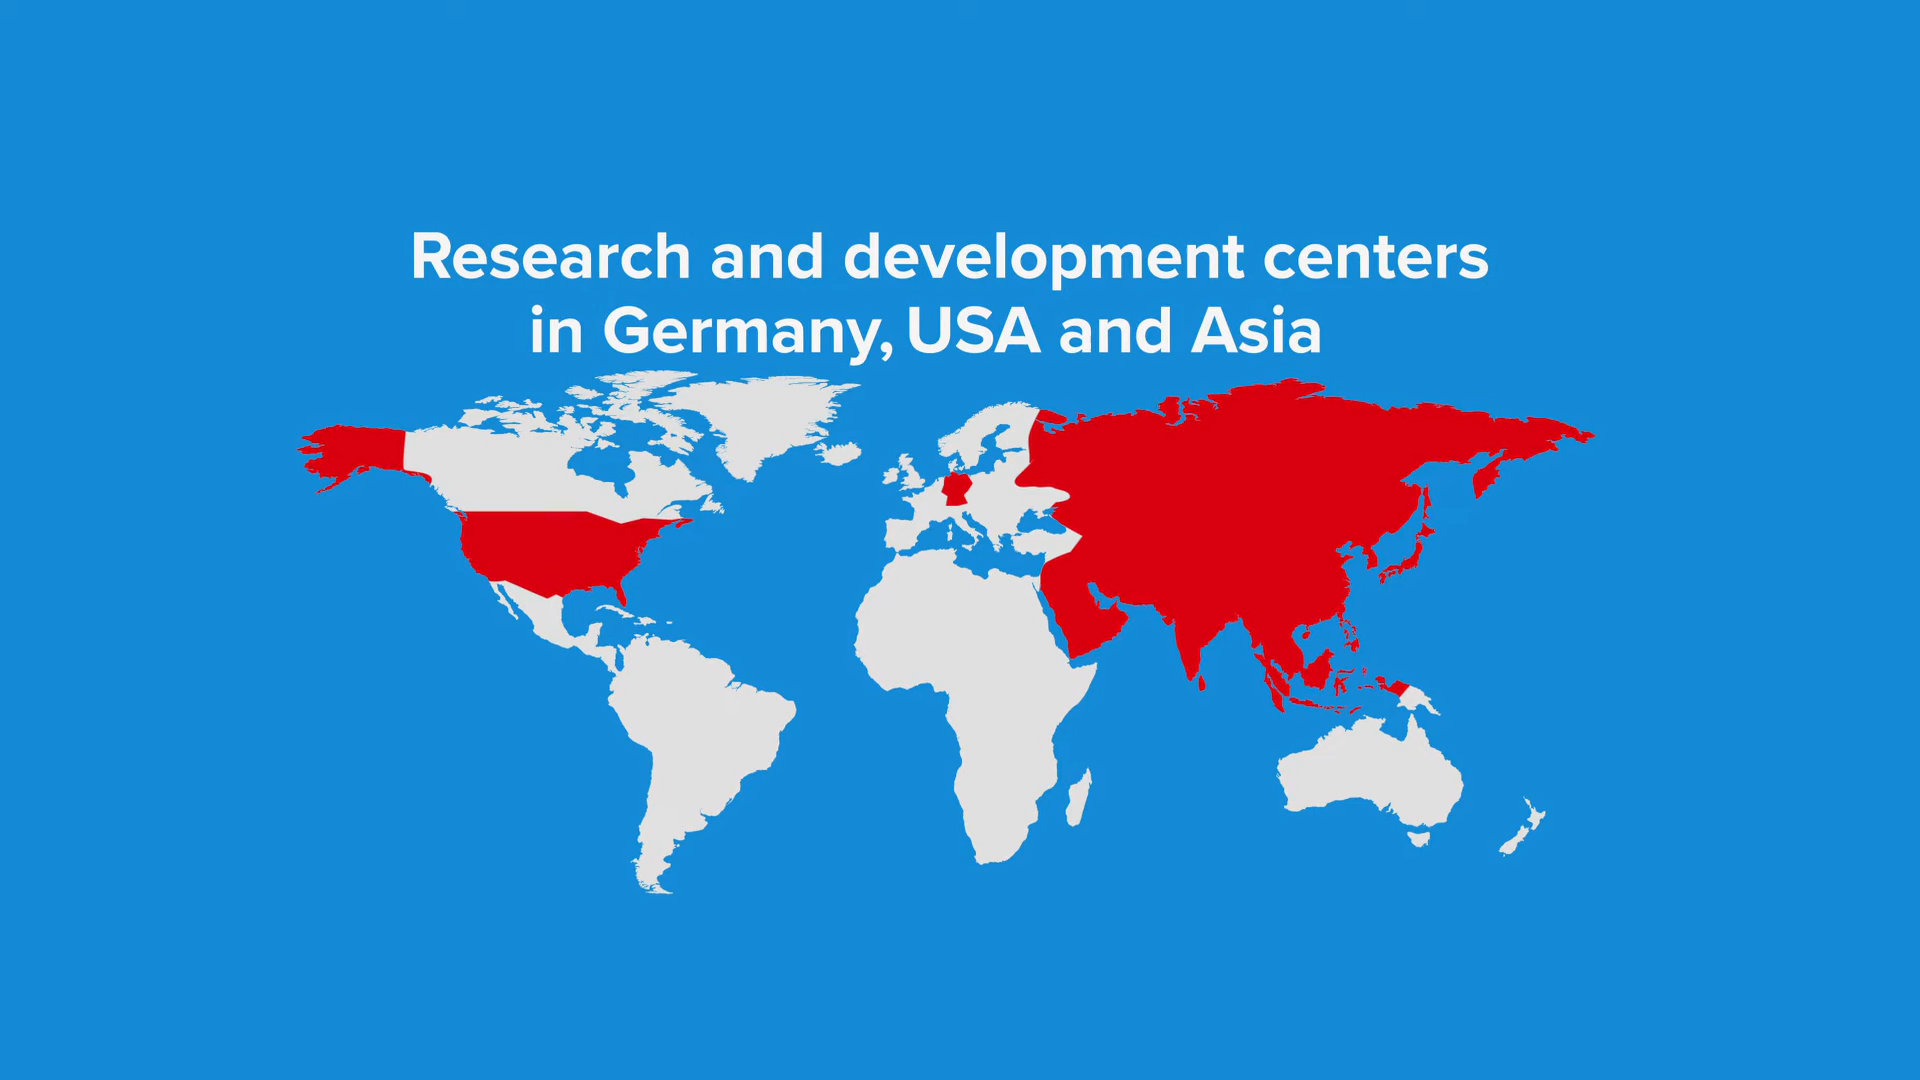 Research and development centers
in Germany, USA and Asia